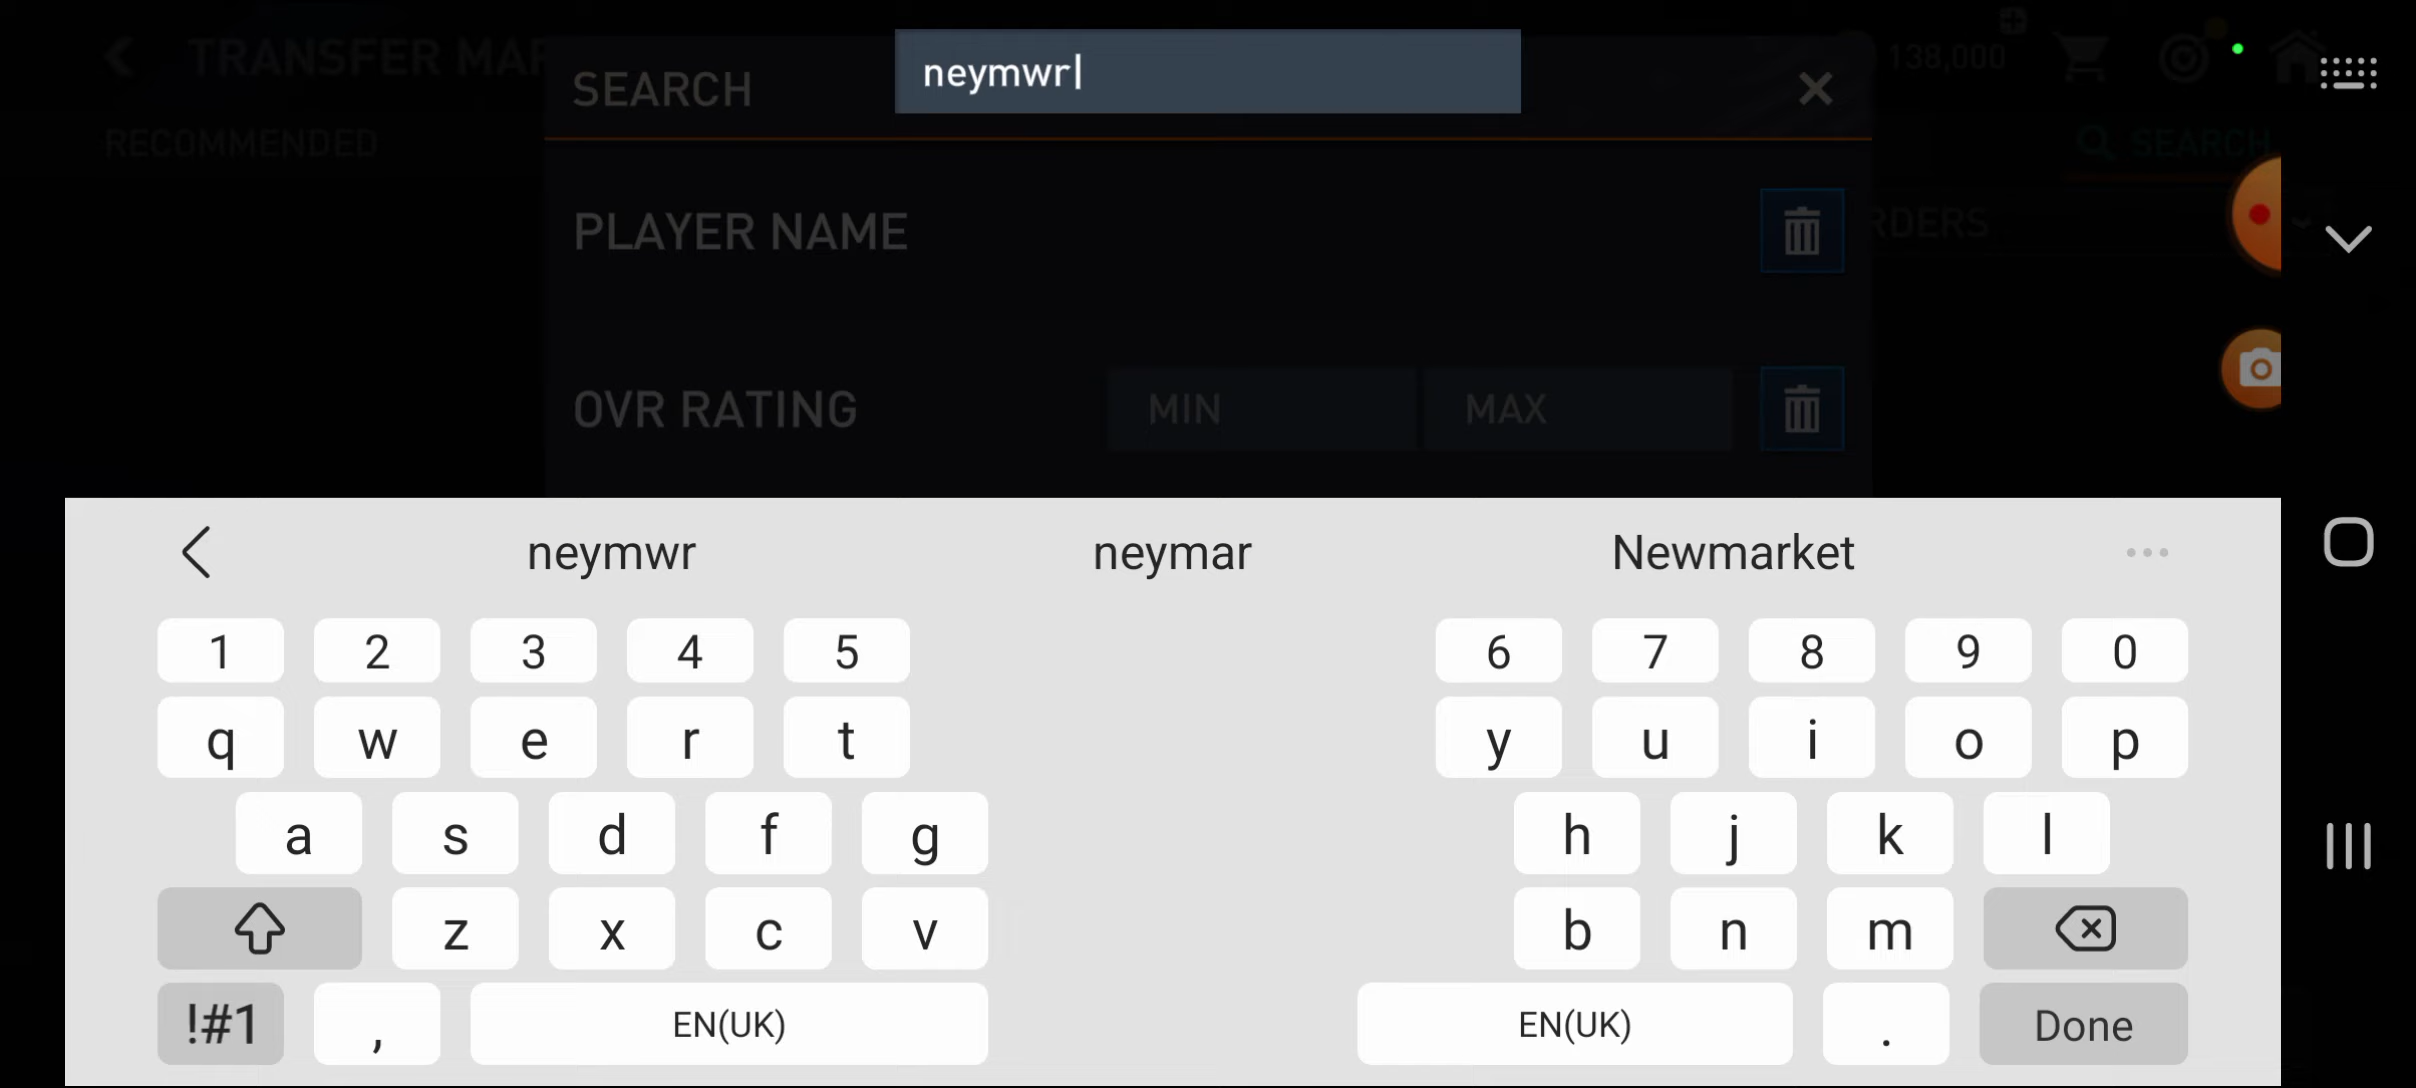 TRANSFER MAR
SEARCH
neymwr
138,000
RECOMMENDED
SEARCH
PLAYER NAME
RDERS
OVR RATING
MIN
MAX
neymwr
neymar
Newmarket
1 2 3 4 5 6 7 8 9 0
q w e r t y u i o p
a s d f g h j k l
z x c v b n m
!#1 , EN(UK) EN(UK) . Done